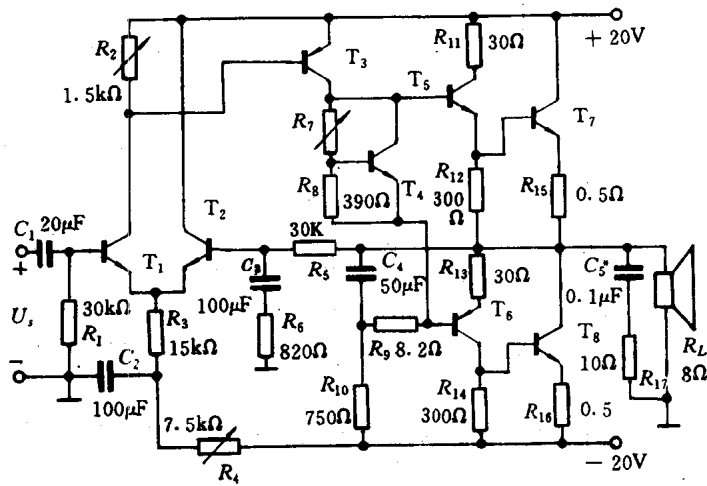 R₂
1.5kΩ
T₃
R₁₁
30Ω
+ 20V
T₅
T₇
R₇
R₈
390Ω
T₄
R₁₂
300
Ω
R₁₅
0.5Ω
C₁
20μF
+
T₁
T₂
30K
R₅
C₃
100μF
C₄
50μF
R₁₃
30Ω
C₅*
0.1μF
Uₛ
30kΩ
R₁
R₃
15kΩ
R₆
820Ω
R₉
8.2Ω
T₆
T₈
R_L
8Ω
−
C₂
100μF
R₁₀
750Ω
R₁₄
300Ω
R₁₆
0.5
10Ω
R₁₇
7.5kΩ
R₄
− 20V